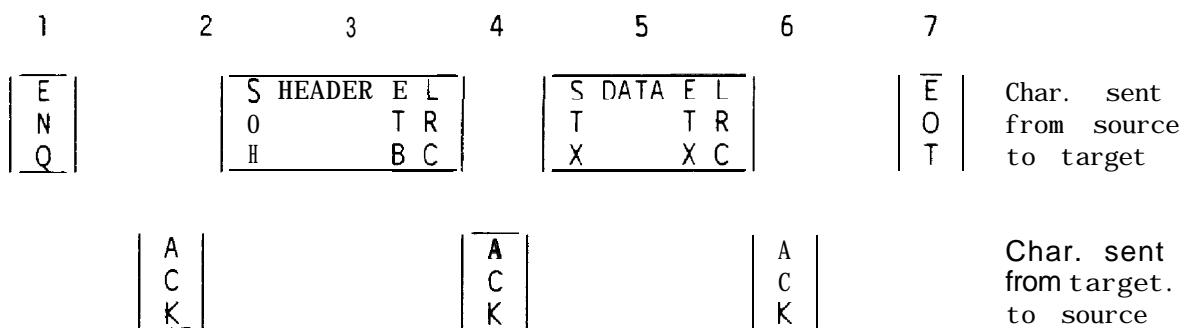 1 2 3 4 5 6 7
E S HEADER E L S DATA E L E Char. sent
N O T R T T R O from source
Q H B C X X C T to target
A A A Char. sent
C C C from target.
K K K to source